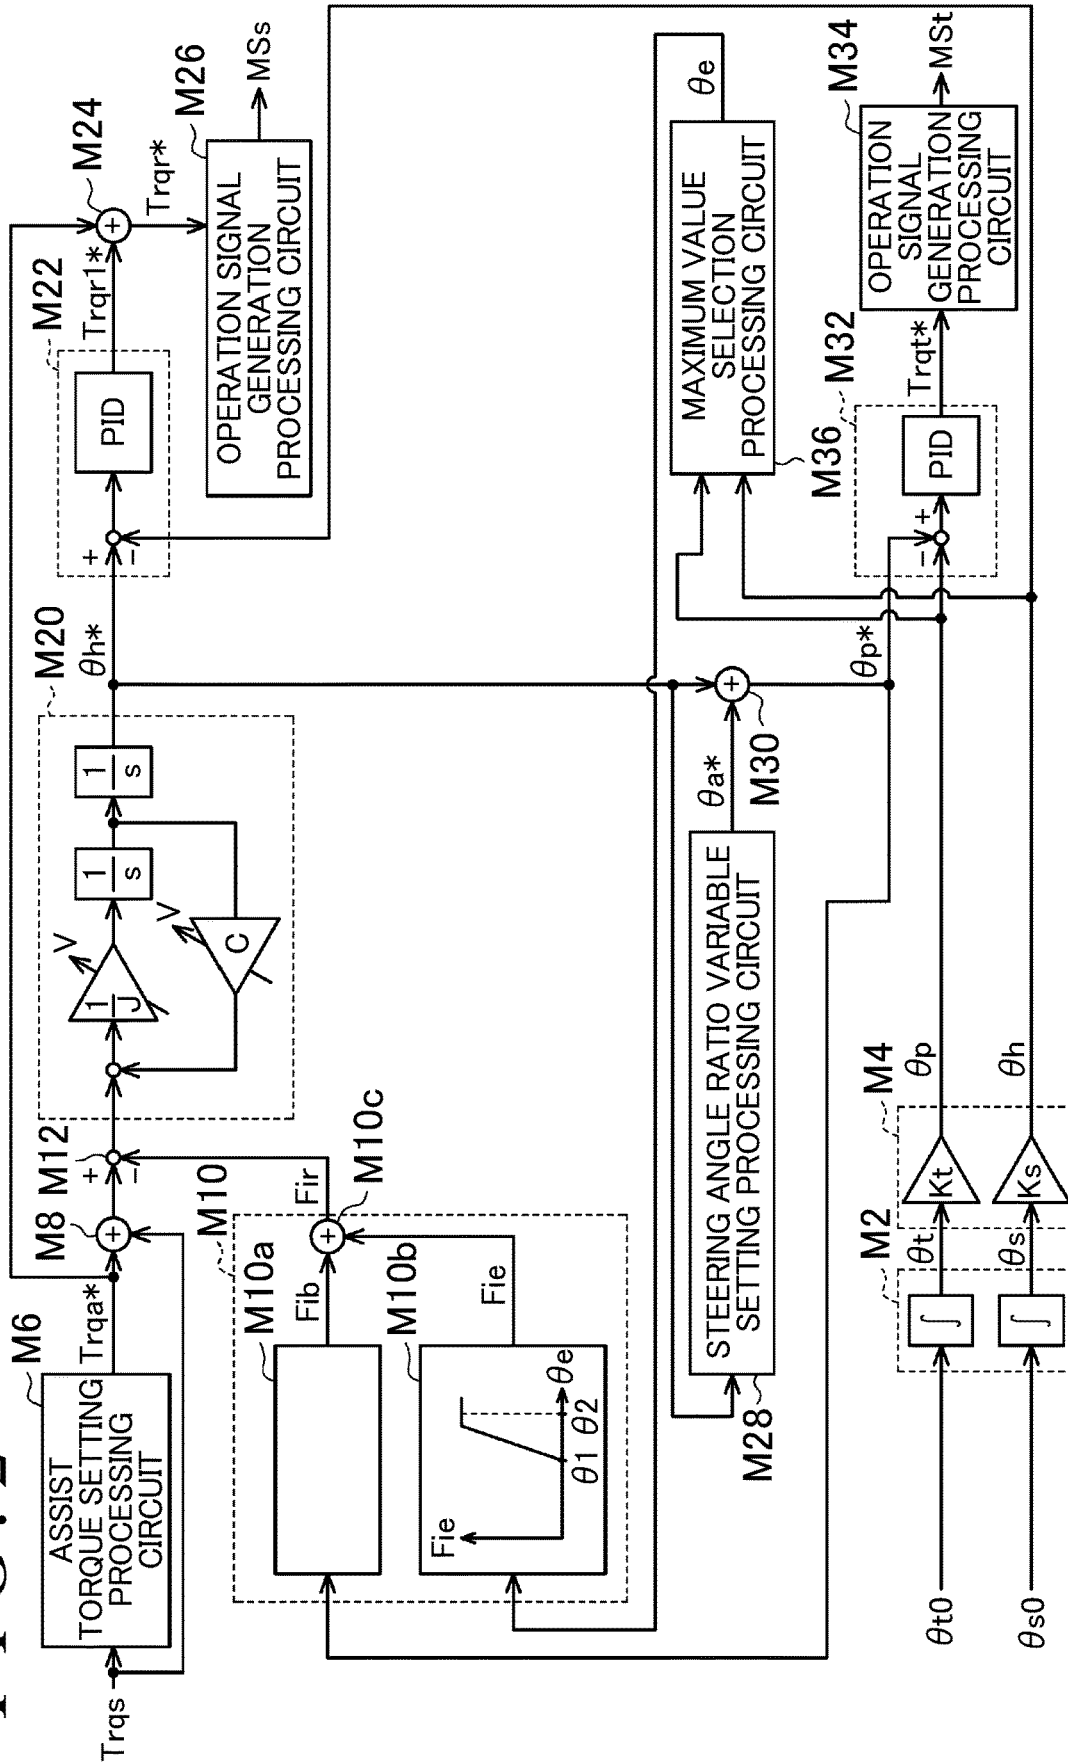 Trqs
M6
ASSIST
TORQUE SETTING
PROCESSING
CIRCUIT
Trqa*
M8
M12
+
−
+
M20
1
J
V
1
s
1
s
C
V
θh*
M22
+
−
PID
Trqr1*
M24
+
Trqr*
M26
OPERATION SIGNAL
GENERATION
PROCESSING CIRCUIT
MSs
M10
M10a
Fib
M10b
Fie
θ1
θ2
θe
Fie
M10c
+
Fir
STEERING ANGLE RATIO VARIABLE
SETTING PROCESSING CIRCUIT
M28
θa*
M30
+
θp*
MAXIMUM VALUE
SELECTION
PROCESSING CIRCUIT
M36
θe
M32
−
+
PID
Trqt*
M34
OPERATION
SIGNAL
GENERATION
PROCESSING
CIRCUIT
MSt
θt0
θs0
M2
∫
∫
θt
θs
M4
Kt
Ks
θp
θh